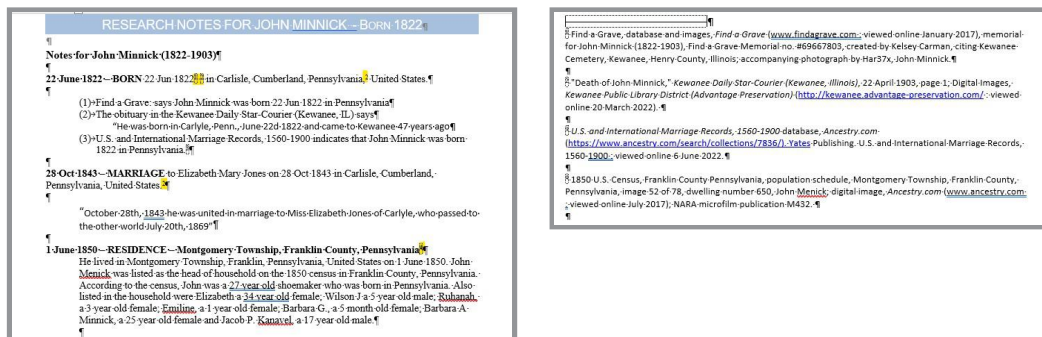 RESEARCH NOTES FOR JOHN MINNICK – BORN 1822
Notes for John Minnick (1822-1903)
22 June 1822 – BORN 22 Jun 1822 in Carlisle, Cumberland, Pennsylvania, United States.
(1) Find a Grave: says John Minnick was born 22 Jun 1822 in Pennsylvania
(2) The obituary in the Kewanee Daily Star-Courier (Kewanee, IL) says
"He was born in Carlyle, Penn., June 22d 1822 and came to Kewanee 47 years ago
(3) U.S. and International Marriage Records, 1560-1900 indicates that John Minnick was born
1822 in Pennsylvania.
28 Oct 1843 – MARRIAGE to Elizabeth Mary Jones on 28 Oct 1843 in Carlisle, Cumberland,
Pennsylvania, United States.
"October 28th, 1843 he was united in marriage to Miss Elizabeth Jones of Carlyle, who passed to
the other world July 20th, 1869"
1 June 1850 – RESIDENCE – Montgomery Township, Franklin County, Pennsylvania
He lived in Montgomery Township, Franklin, Pennsylvania, United States on 1 June 1850. John
Menick was listed as the head of household on the 1850 census in Franklin County, Pennsylvania.
According to the census, John was a 27 year old shoemaker who was born in Pennsylvania. Also
listed in the household were Elizabeth a 34 year old female; Wilson J a 5 year old male; Ruhanah,
a 3 year old female; Emiline, a 1 year old female; Barbara G., a 5 month old female; Barbara A
Minnick, a 25 year old female and Jacob P. Kanavel, a 17 year old male.
Find a Grave, database and images, Find a Grave (www.findagrave.com : viewed online January 2017), memorial
for John Minnick (1822-1903), Find a Grave Memorial no. #69667803, created by Kelsey Carman, citing Kewanee
Cemetery, Kewanee, Henry County, Illinois; accompanying photograph by Har37x, John Minnick.
"Death of John Minnick," Kewanee Daily Star-Courier (Kewanee, Illinois), 22 April 1903, page 1; Digital Images,
Kewanee Public Library District (Advantage Preservation) (http://kewanee.advantage-preservation.com/ : viewed
online 20 March 2022).
U.S. and International Marriage Records, 1560-1900 database, Ancestry.com
(https://www.ancestry.com/search/collections/7836/). Yates Publishing. U.S. and International Marriage Records,
1560-1900 : viewed online 6 June 2022.
1850 U.S. Census, Franklin County Pennsylvania, population schedule, Montgomery Township, Franklin County,
Pennsylvania, image 52 of 78, dwelling number 650, John Menick; digital image, Ancestry.com (www.ancestry.com
: viewed online July 2017); NARA microfilm publication M432.